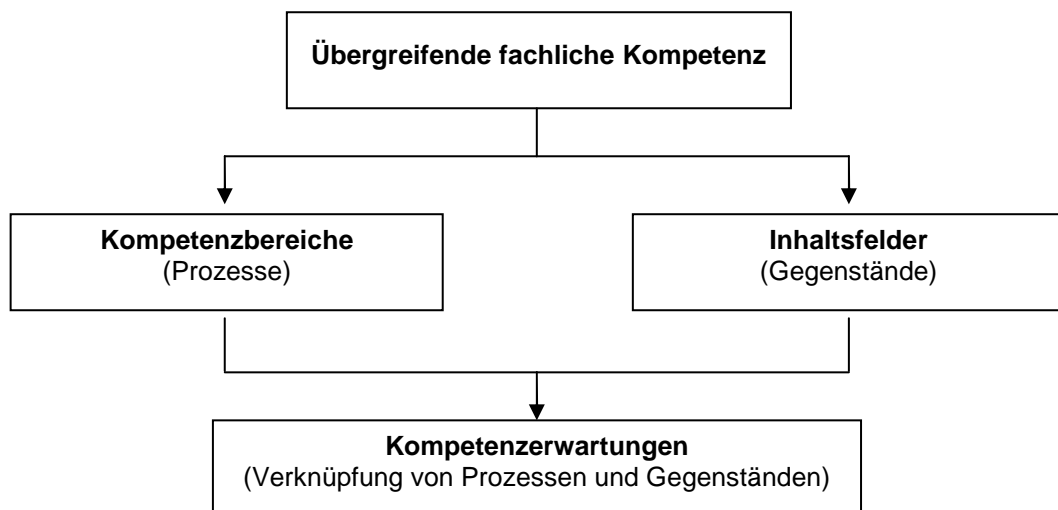 Übergreifende fachliche Kompetenz
Kompetenzbereiche
(Prozesse)
Inhaltsfelder
(Gegenstände)
Kompetenzerwartungen
(Verknüpfung von Prozessen und Gegenständen)